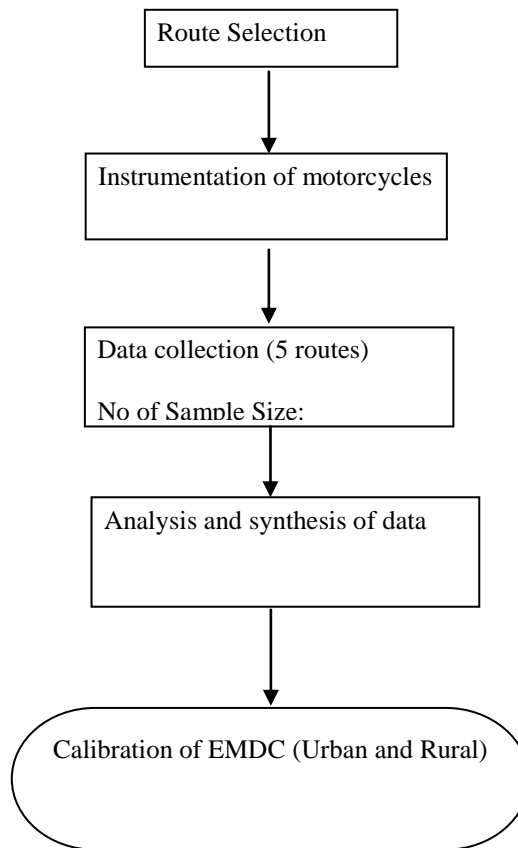 Route Selection
Instrumentation of motorcycles
Data collection (5 routes)
No of Sample Size:
Analysis and synthesis of data
Calibration of EMDC (Urban and Rural)